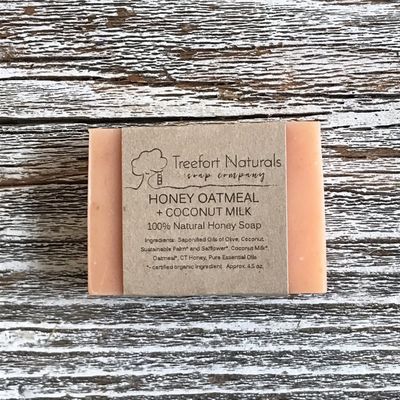 Treefort Naturals
soap company
HONEY OATMEAL
+ COCONUT MILK
100% Natural Honey Soap
Ingredients: Saponified Oils of Olive, Coconut,
Sustainable Palm* and Safflower*, Coconut Milk*,
Oatmeal*, CT Honey, Pure Essential Oils
*- certified organic ingredient Approx. 4.5 oz.